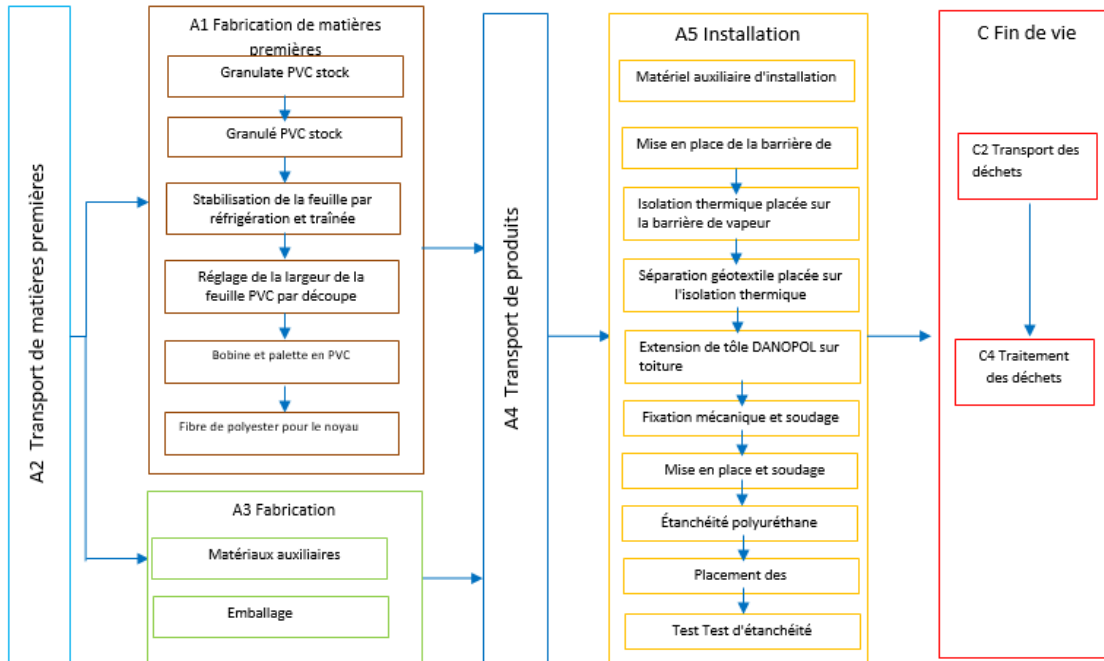 A2 Transport de matières premières
A1 Fabrication de matières
premières
Granulate PVC stock
Granulé PVC stock
Stabilisation de la feuille par
réfrigération et traînée
Réglage de la largeur de la
feuille PVC par découpe
Bobine et palette en PVC
Fibre de polyester pour le noyau
A3 Fabrication
Matériaux auxiliaires
Emballage
A4 Transport de produits
A5 Installation
Matériel auxiliaire d'installation
Mise en place de la barrière de
Isolation thermique placée sur
la barrière de vapeur
Séparation géotextile placée sur
l'isolation thermique
Extension de tôle DANOPOL sur
toiture
Fixation mécanique et soudage
Mise en place et soudage
Étanchéité polyuréthane
Placement des
Test Test d'étanchéité
C Fin de vie
C2 Transport des
déchets
C4 Traitement
des déchets